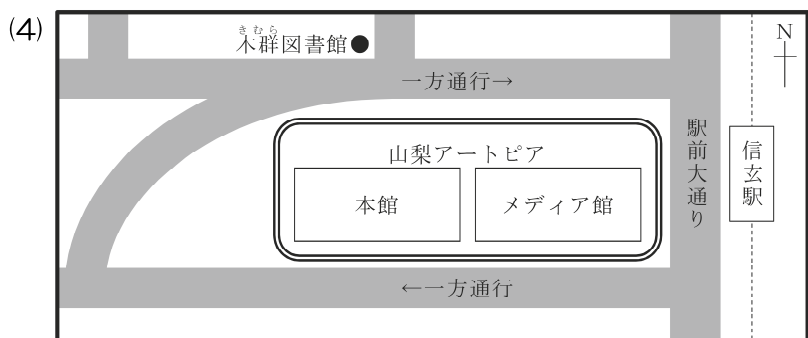 (4)
きむら
木群図書館●
N
一方通行→
山梨アートピア
本館
メディア館
駅前大通り
信玄駅
←一方通行